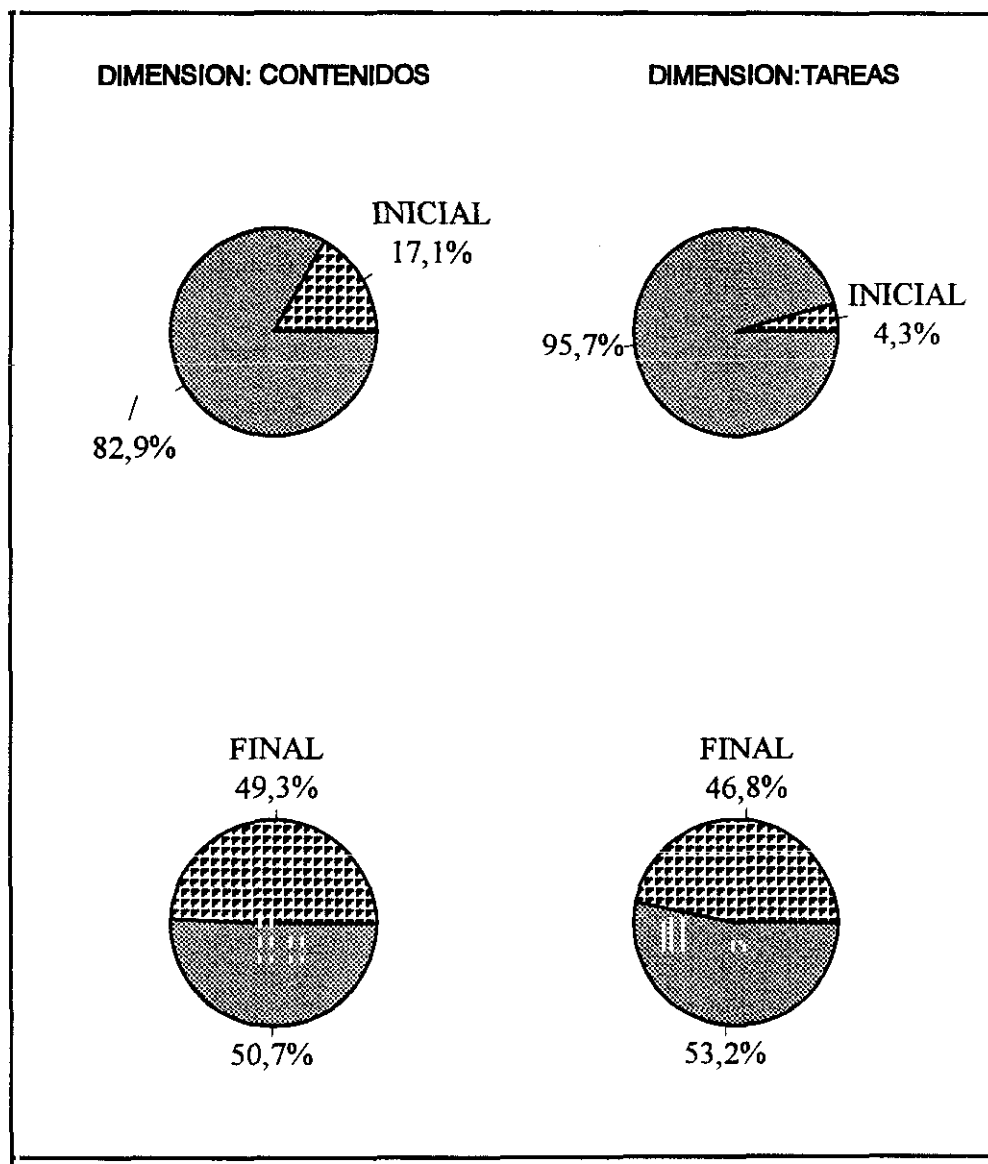 DIMENSION: CONTENIDOS
DIMENSION:TAREAS
INICIAL
17,1%
82,9%
INICIAL
4,3%
95,7%
FINAL
49,3%
50,7%
FINAL
46,8%
53,2%